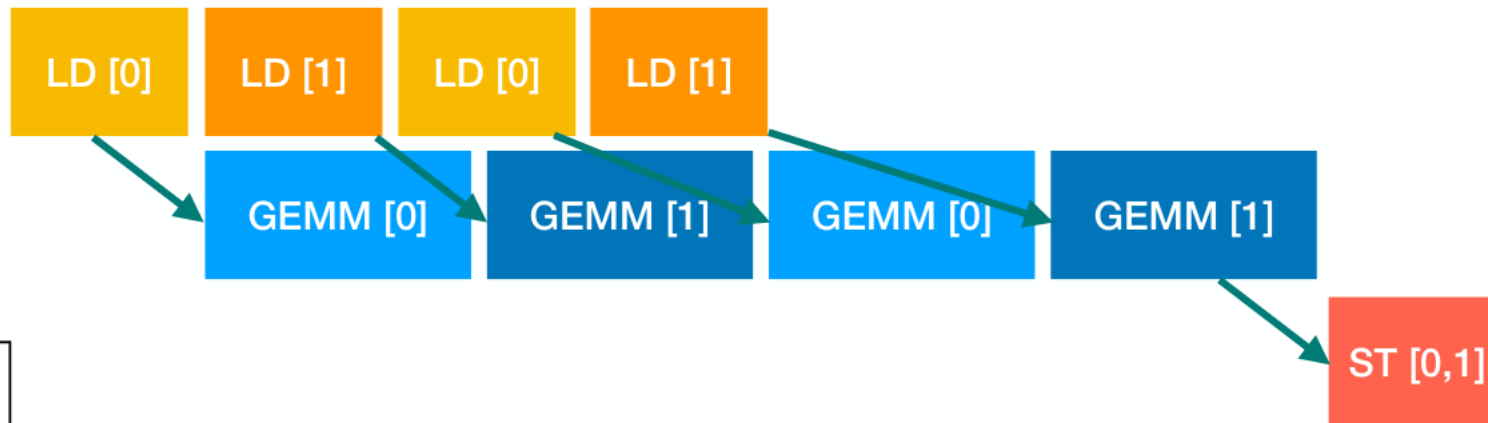 LD [0] LD [1] LD [0] LD [1]
GEMM [0] GEMM [1] GEMM [0] GEMM [1]
ST [0,1]